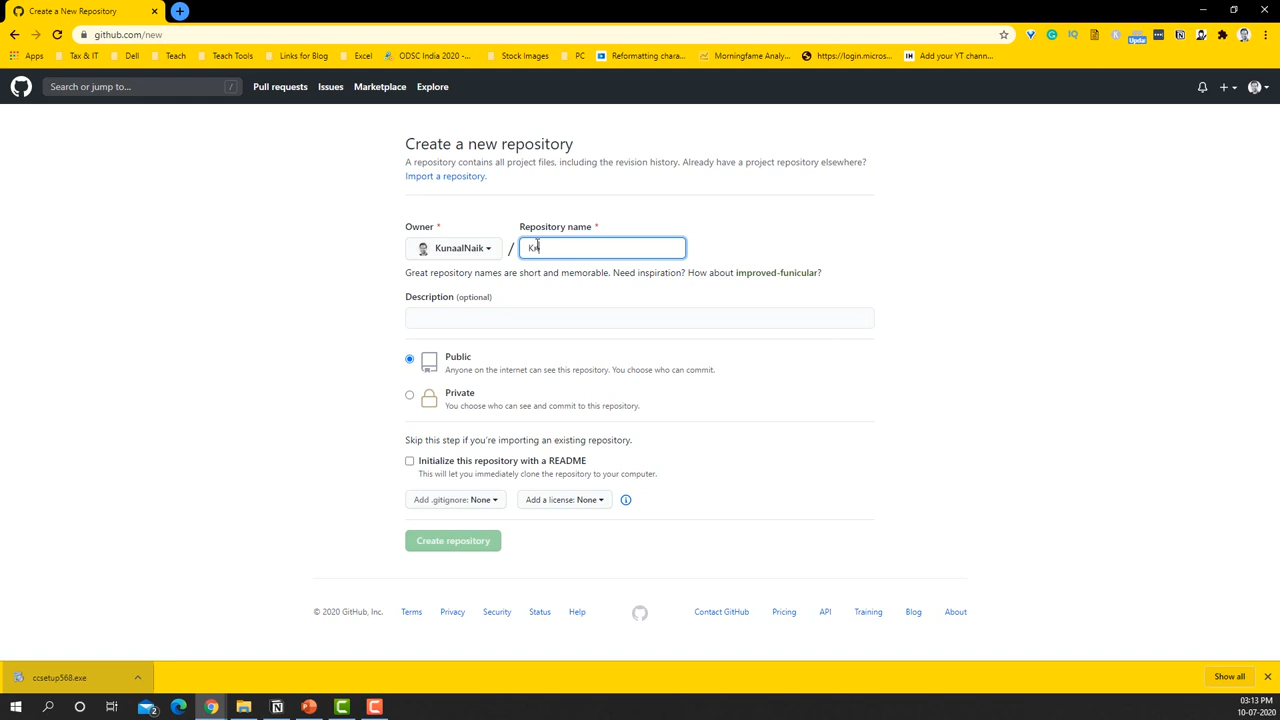 Create a New Repository
github.com/new
Apps
Tax & IT
Dell
Teach
Teach Tools
Links for Blog
Excel
ODSC India 2020 -...
Stock Images
PC
Reformatting chara...
Morningfame Analy...
https://login.micros...
Add your YT chann...
Search or jump to...
/
Pull requests
Issues
Marketplace
Explore
Create a new repository
A repository contains all project files, including the revision history. Already have a project repository elsewhere?
Import a repository.
Owner *
Repository name *
KunaalNaik
/
Great repository names are short and memorable. Need inspiration? How about improved-funicular?
Description (optional)
Public
Anyone on the internet can see this repository. You choose who can commit.
Private
You choose who can see and commit to this repository.
Skip this step if you're importing an existing repository.
Initialize this repository with a README
This will let you immediately clone the repository to your computer.
Add .gitignore: None
Add a license: None
Create repository
© 2020 GitHub, Inc.
Terms
Privacy
Security
Status
Help
Contact GitHub
Pricing
API
Training
Blog
About
ccsetup568.exe
Show all
03:13 PM
10-07-2020